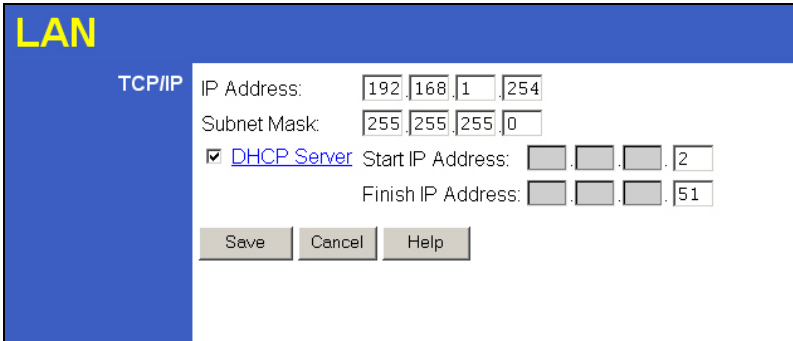 LAN
TCP/IP
IP Address: 192.168.1.254
Subnet Mask: 255.255.255.0
DHCP Server Start IP Address: . . . 2
Finish IP Address: . . . 51
Save Cancel Help